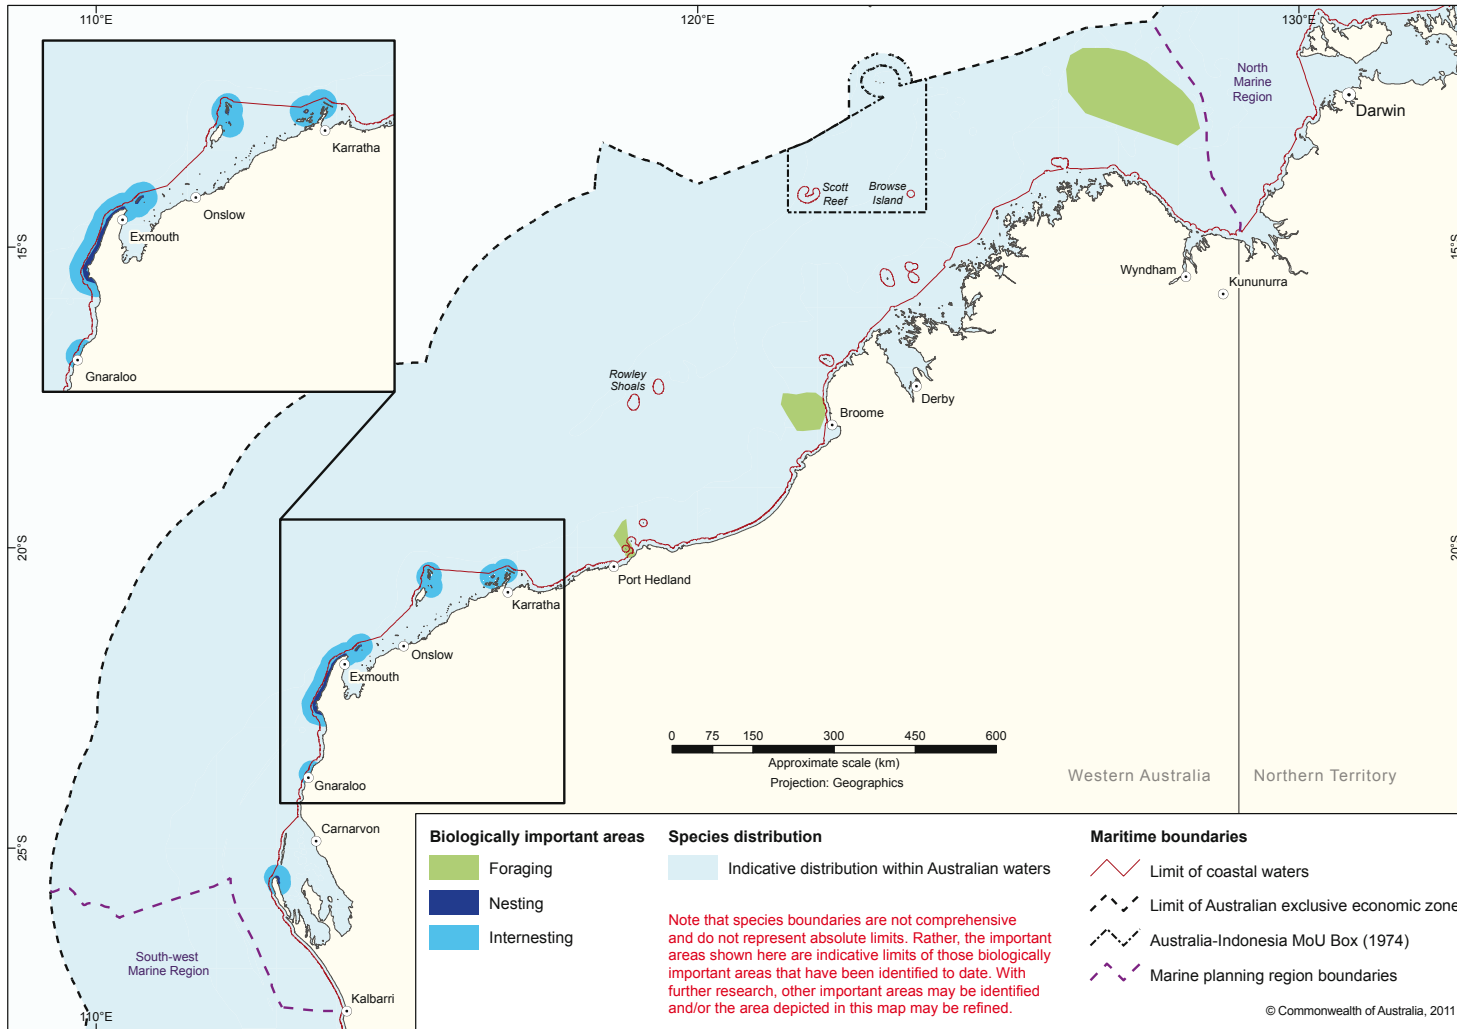 110°E
120°E
130°E
North
Marine
Region
Darwin
Karratha
Onslow
Exmouth
Gnaraloo
Scott
Reef
Browse
Island
15°S
15°S
Wyndham
Kununurra
Rowley
Shoals
Derby
Broome
20°S
20°S
Port Hedland
Karratha
Onslow
Exmouth
Gnaraloo
Carnarvon
25°S
South-west
Marine Region
Kalbarri
110°E
0 75 150 300 450 600
Approximate scale (km)
Projection: Geographics
Western Australia
Northern Territory
Biologically important areas
Foraging
Nesting
Internesting
Species distribution
Indicative distribution within Australian waters
Note that species boundaries are not comprehensive
and do not represent absolute limits. Rather, the important
areas shown here are indicative limits of those biologically
important areas that have been identified to date. With
further research, other important areas may be identified
and/or the area depicted in this map may be refined.
Maritime boundaries
Limit of coastal waters
Limit of Australian exclusive economic zone
Australia-Indonesia MoU Box (1974)
Marine planning region boundaries
© Commonwealth of Australia, 2011